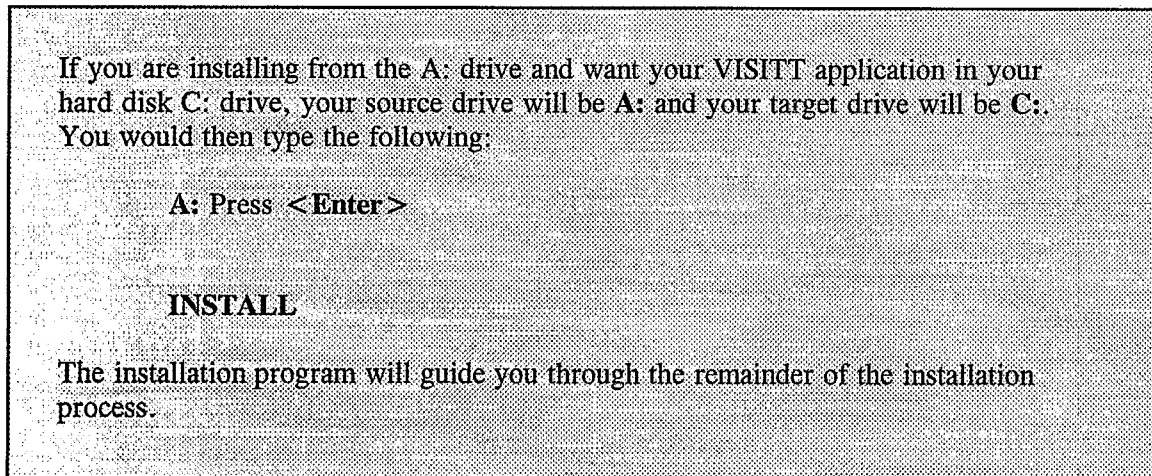 If you are installing from the A: drive and want your VISITT application in your
hard disk C: drive, your source drive will be A: and your target drive will be C:.
You would then type the following:
A: Press <Enter>
INSTALL
The installation program will guide you through the remainder of the installation
process.